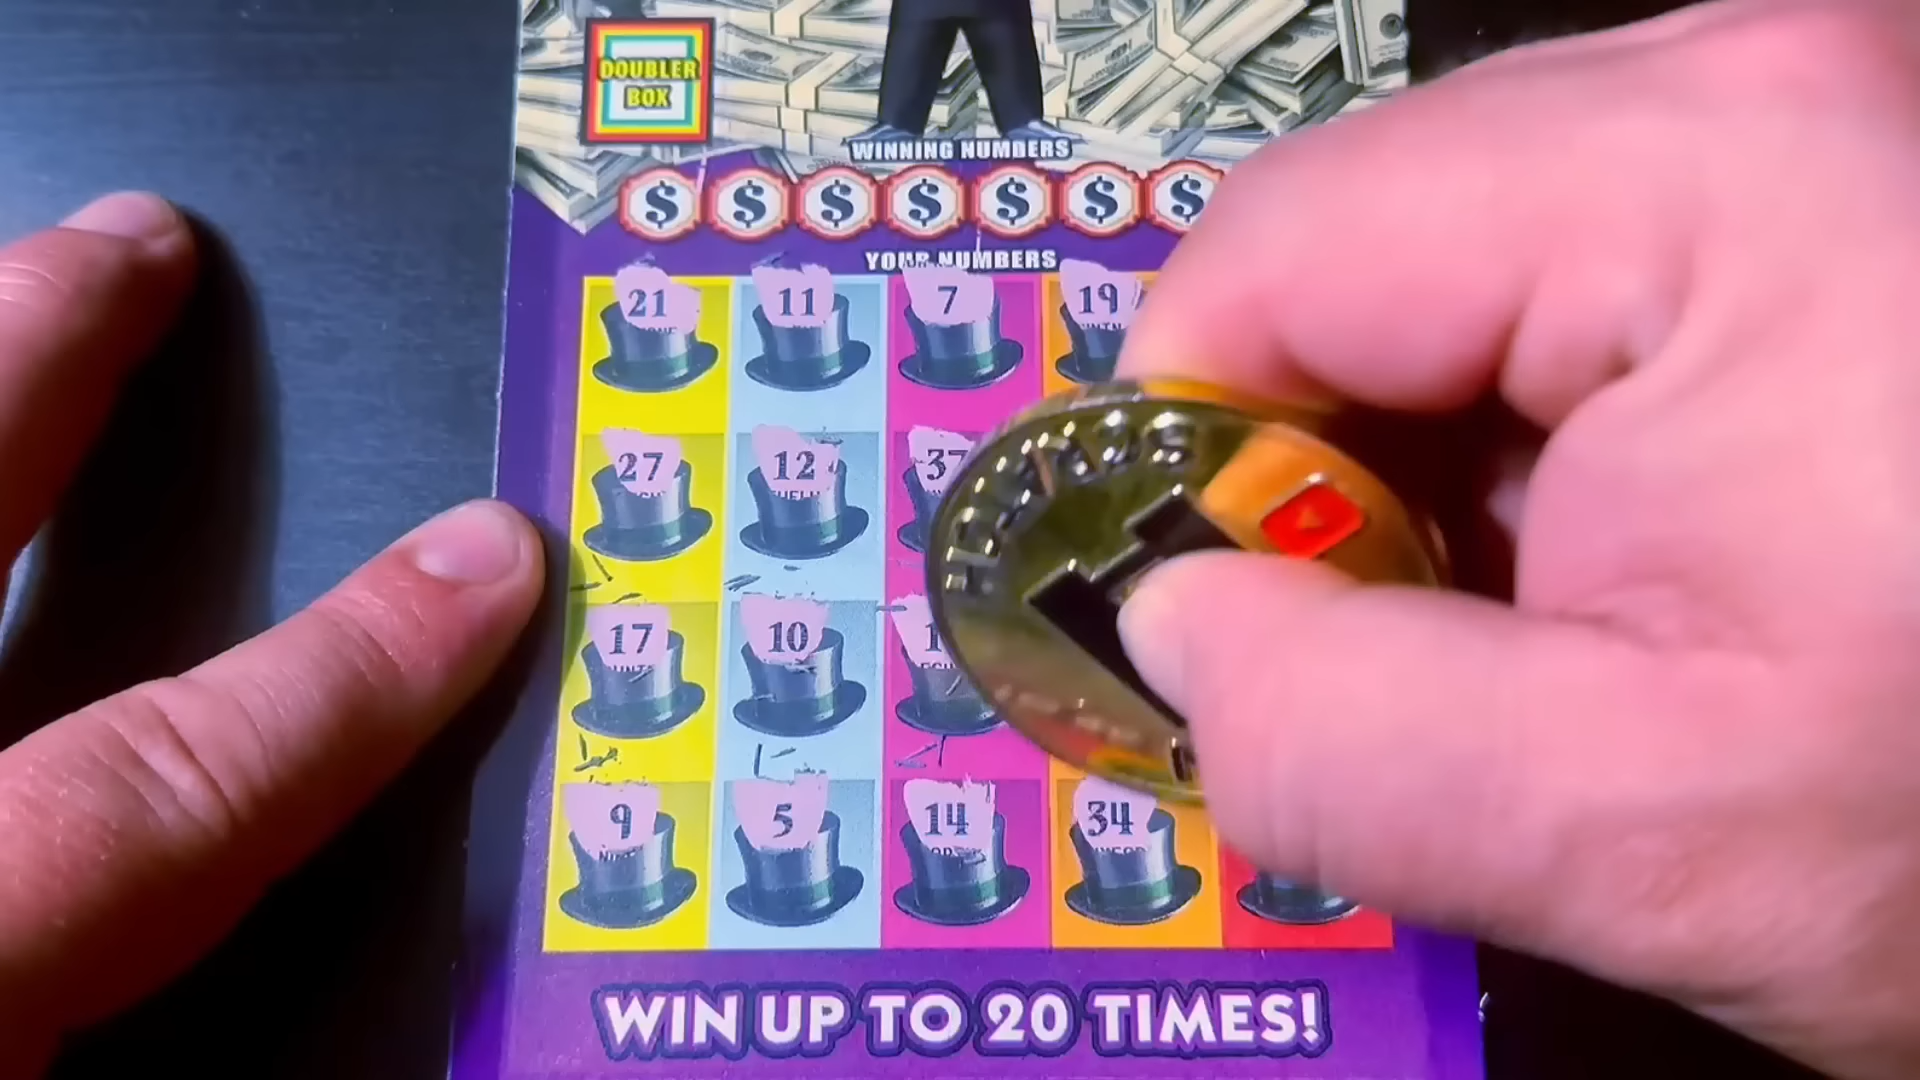 DOUBLER
BOX
WINNING NUMBERS
$ $ $ $ $ $ $
YOUR NUMBERS
21 11 7 19
27 12 37
17 10
9 5 14 34
WIN UP TO 20 TIMES!